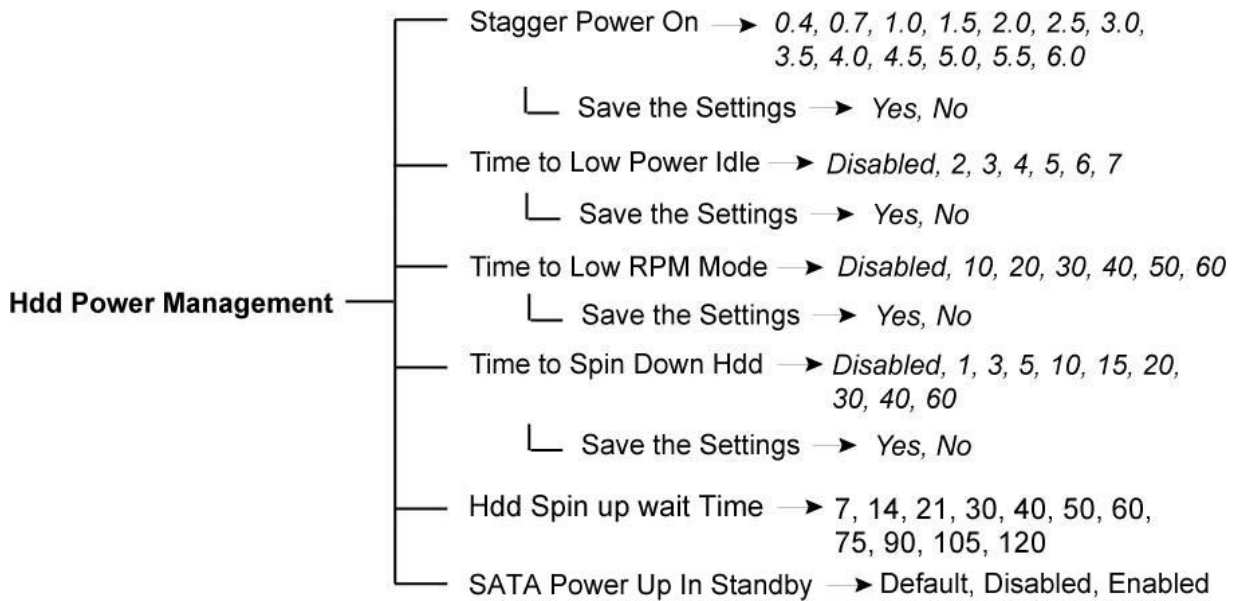 Stagger Power On 0.4, 0.7, 1.0, 1.5, 2.0, 2.5, 3.0,
3.5, 4.0, 4.5, 5.0, 5.5, 6.0
Save the Settings Yes, No
Time to Low Power Idle Disabled, 2, 3, 4, 5, 6, 7
Save the Settings Yes, No
Time to Low RPM Mode Disabled, 10, 20, 30, 40, 50, 60
Hdd Power Management
Save the Settings Yes, No
Time to Spin Down Hdd Disabled, 1, 3, 5, 10, 15, 20,
30, 40, 60
Save the Settings Yes, No
Hdd Spin up wait Time 7, 14, 21, 30, 40, 50, 60,
75, 90, 105, 120
SATA Power Up In Standby Default, Disabled, Enabled